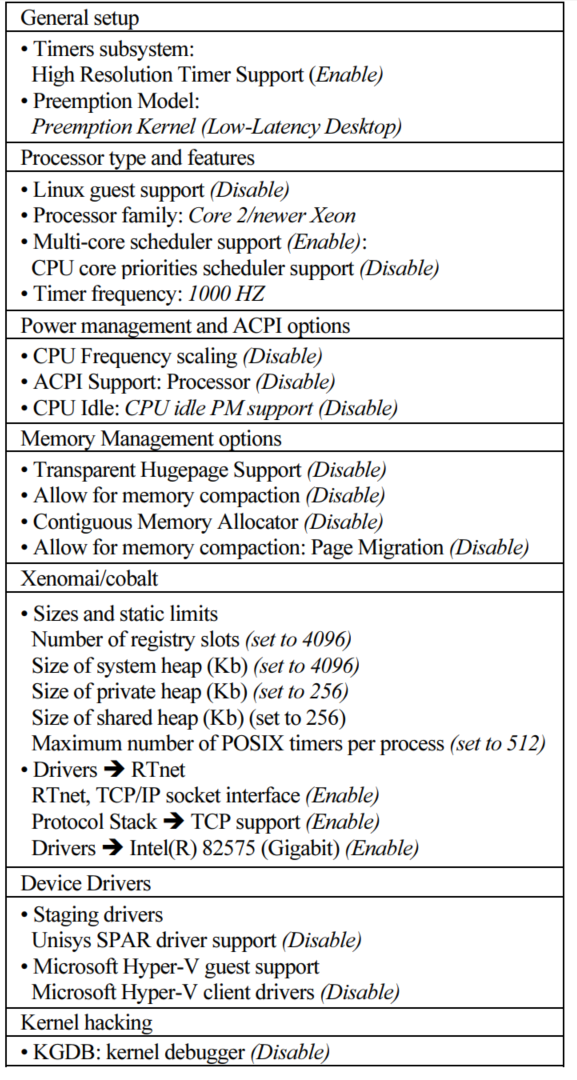 General setup
• Timers subsystem:
High Resolution Timer Support (Enable)
• Preemption Model:
Preemption Kernel (Low-Latency Desktop)
Processor type and features
• Linux guest support (Disable)
• Processor family: Core 2/newer Xeon
• Multi-core scheduler support (Enable):
CPU core priorities scheduler support (Disable)
• Timer frequency: 1000 HZ
Power management and ACPI options
• CPU Frequency scaling (Disable)
• ACPI Support: Processor (Disable)
• CPU Idle: CPU idle PM support (Disable)
Memory Management options
• Transparent Hugepage Support (Disable)
• Allow for memory compaction (Disable)
• Contiguous Memory Allocator (Disable)
• Allow for memory compaction: Page Migration (Disable)
Xenomai/cobalt
• Sizes and static limits
Number of registry slots (set to 4096)
Size of system heap (Kb) (set to 4096)
Size of private heap (Kb) (set to 256)
Size of shared heap (Kb) (set to 256)
Maximum number of POSIX timers per process (set to 512)
• Drivers ➔ RTnet
RTnet, TCP/IP socket interface (Enable)
Protocol Stack ➔ TCP support (Enable)
Drivers ➔ Intel(R) 82575 (Gigabit) (Enable)
Device Drivers
• Staging drivers
Unisys SPAR driver support (Disable)
• Microsoft Hyper-V guest support
Microsoft Hyper-V client drivers (Disable)
Kernel hacking
• KGDB: kernel debugger (Disable)